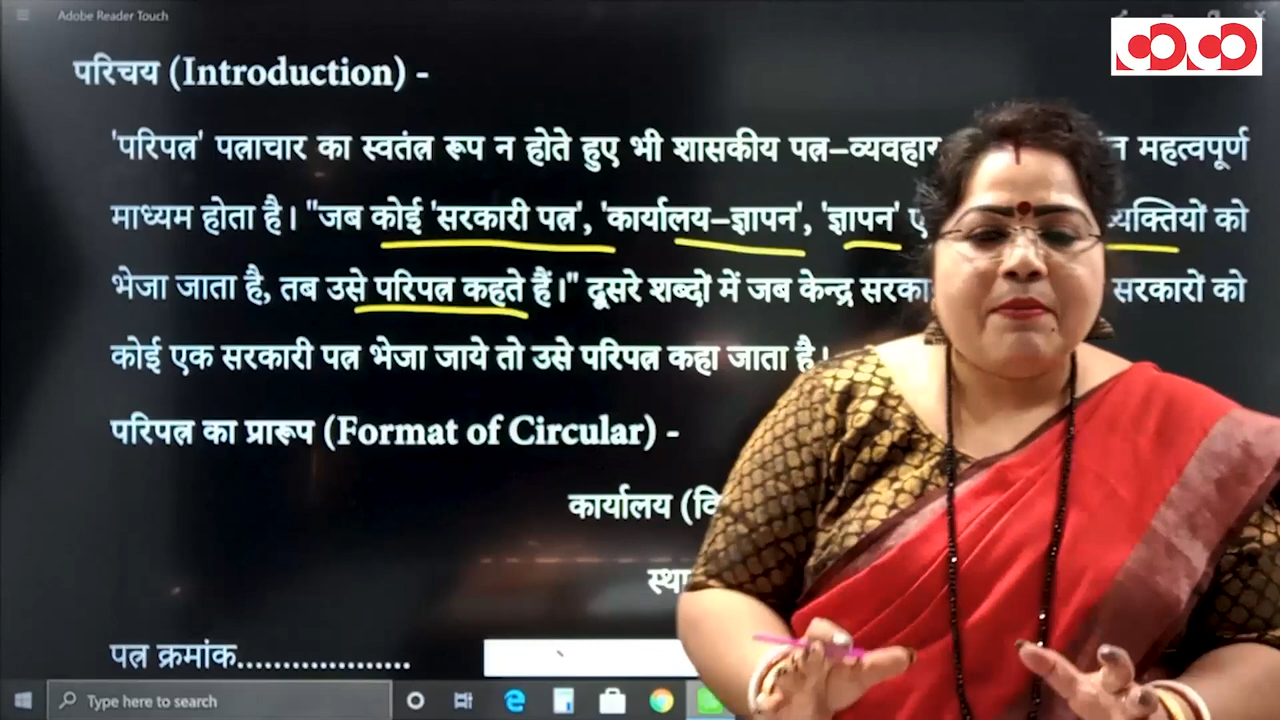 Adobe Reader Touch
परिचय (Introduction) -
'परिपत्र' पत्राचार का स्वतंत्र रूप न होते हुए भी शासकीय पत्र–व्यवहार महत्वपूर्ण
माध्यम होता है। "जब कोई 'सरकारी पत्र', 'कार्यालय–ज्ञापन', 'ज्ञापन' व्यक्तियों को
भेजा जाता है, तब उसे परिपत्र कहते हैं।" दूसरे शब्दों में जब केन्द्र सरकारों को
कोई एक सरकारी पत्र भेजा जाये तो उसे परिपत्र कहा जाता है।
परिपत्र का प्रारूप (Format of Circular) -
कार्यालय
पत्र क्रमांक...................
Type here to search